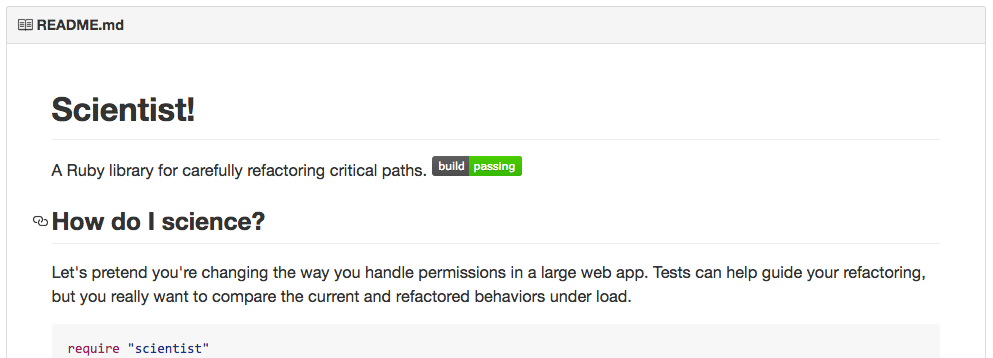 README.md
Scientist!
A Ruby library for carefully refactoring critical paths. build passing
How do I science?
Let's pretend you're changing the way you handle permissions in a large web app. Tests can help guide your refactoring,
but you really want to compare the current and refactored behaviors under load.
require "scientist"